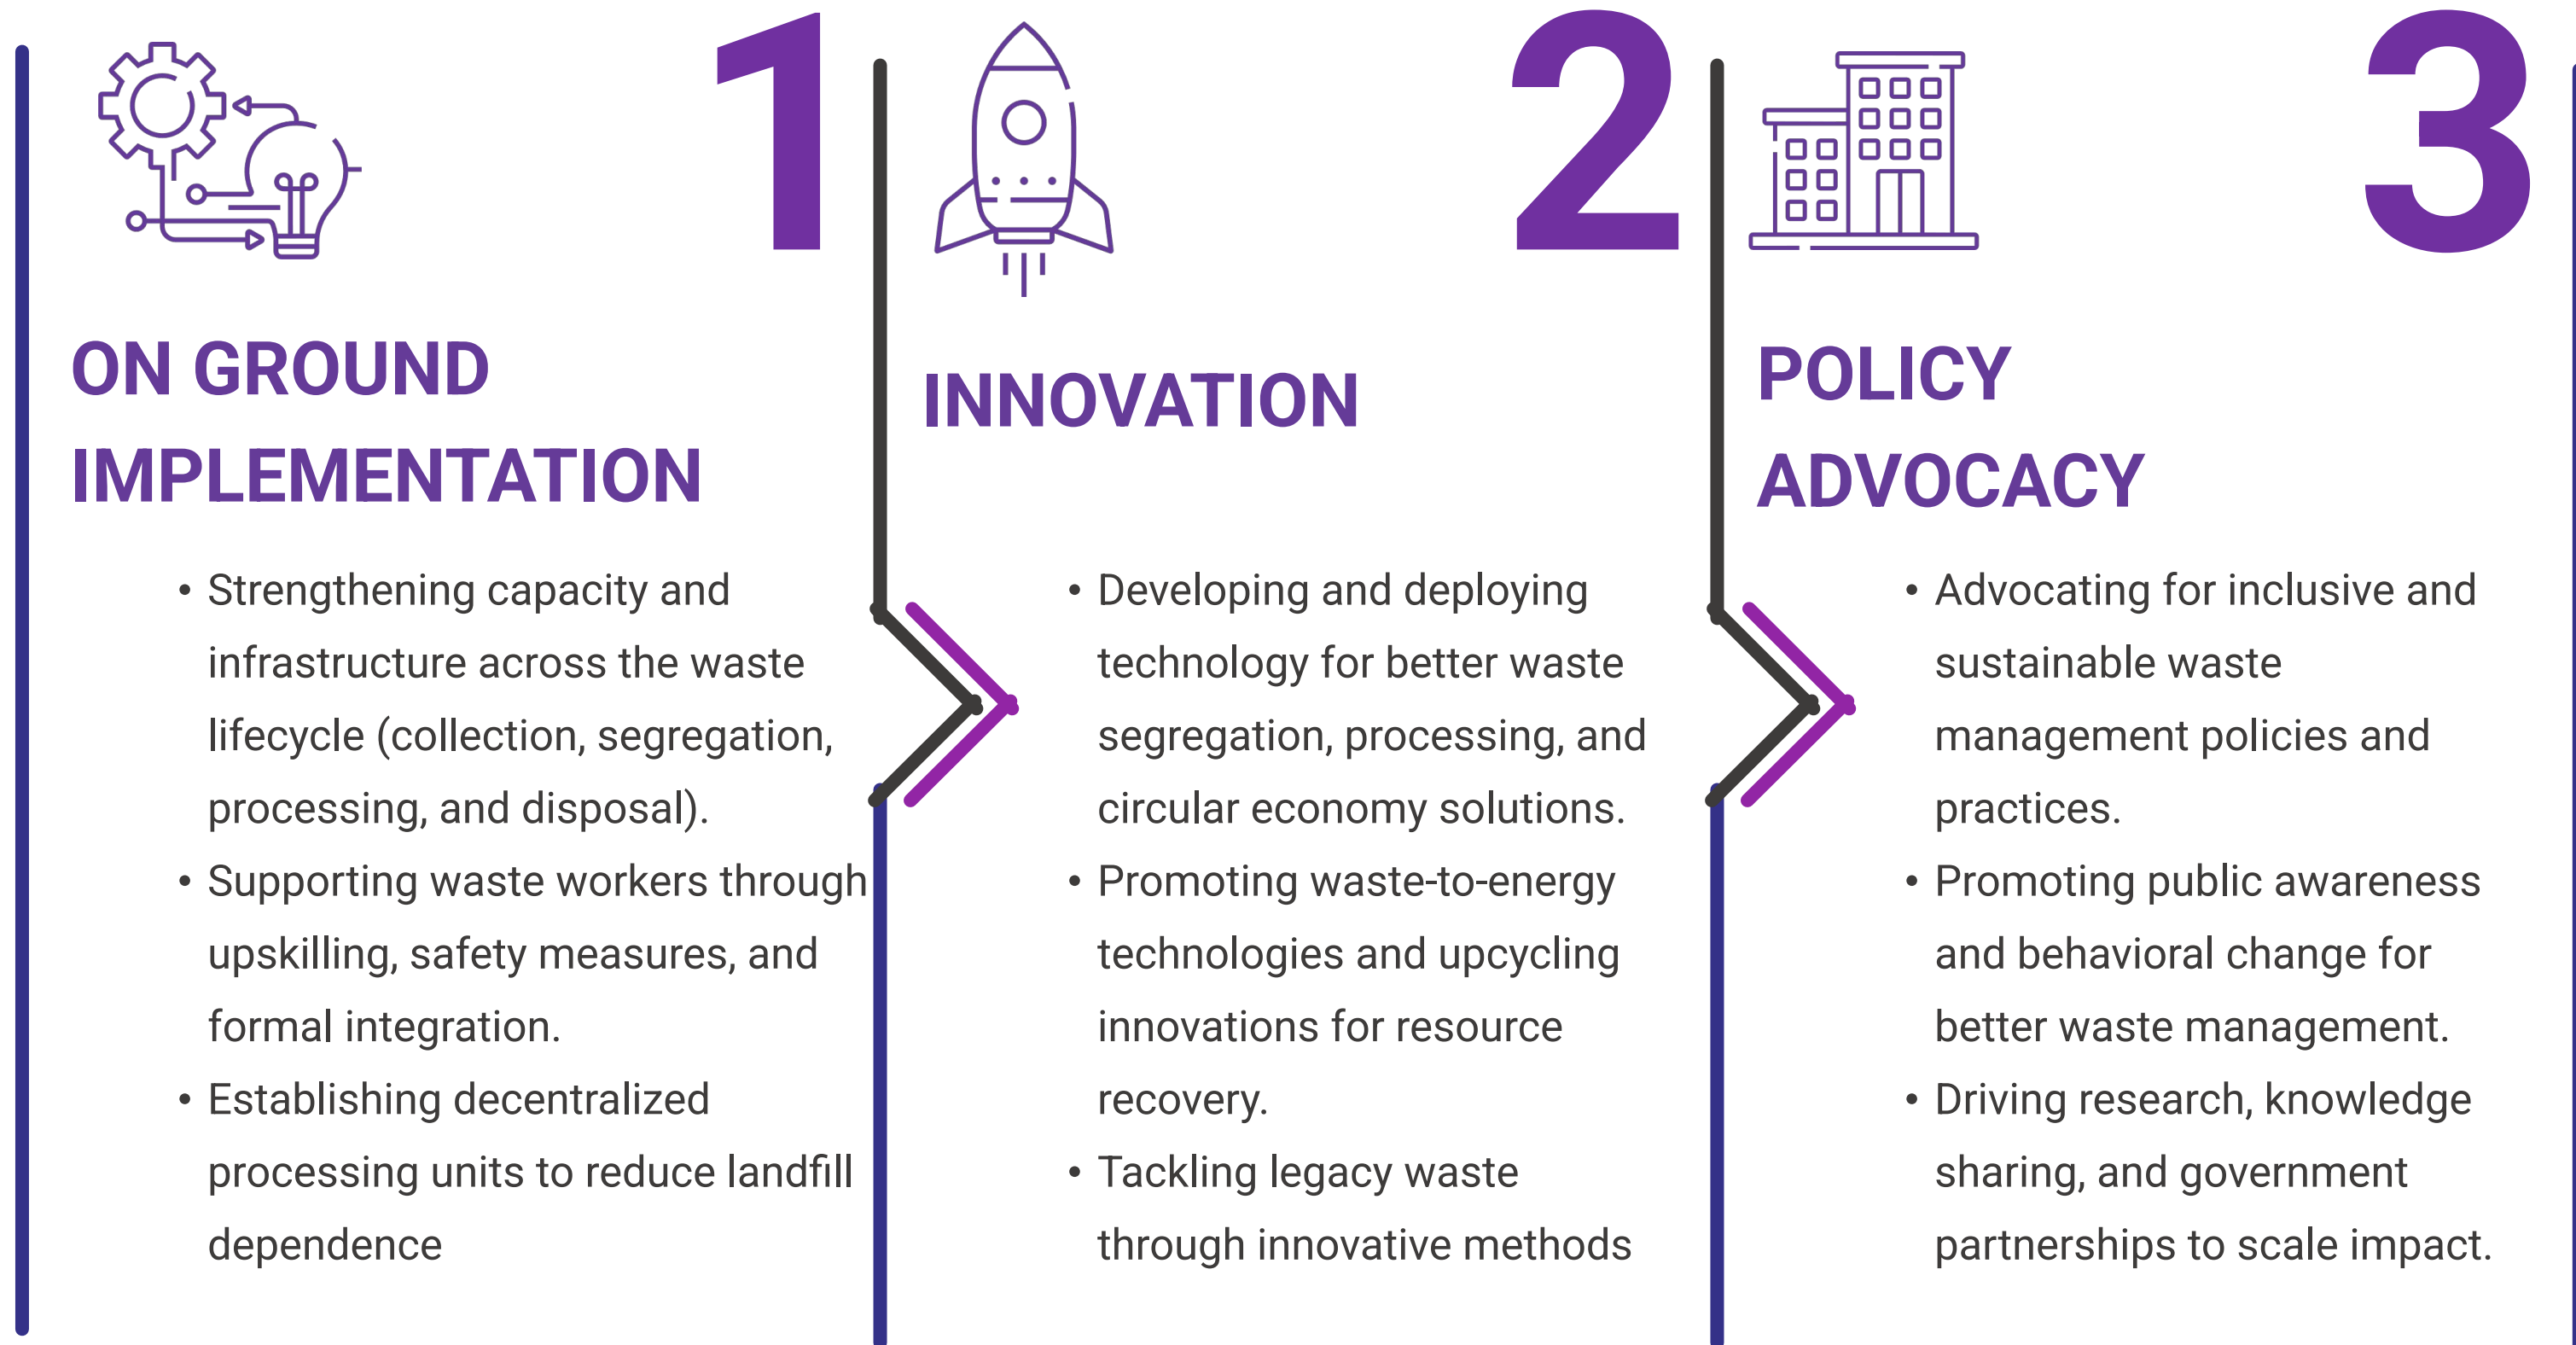 1
ON GROUND
IMPLEMENTATION
• Strengthening capacity and
infrastructure across the waste
lifecycle (collection, segregation,
processing, and disposal).
• Supporting waste workers through
upskilling, safety measures, and
formal integration.
• Establishing decentralized
processing units to reduce landfill
dependence
2
INNOVATION
• Developing and deploying
technology for better waste
segregation, processing, and
circular economy solutions.
• Promoting waste-to-energy
technologies and upcycling
innovations for resource
recovery.
• Tackling legacy waste
through innovative methods
3
POLICY
ADVOCACY
• Advocating for inclusive and
sustainable waste
management policies and
practices.
• Promoting public awareness
and behavioral change for
better waste management.
• Driving research, knowledge
sharing, and government
partnerships to scale impact.